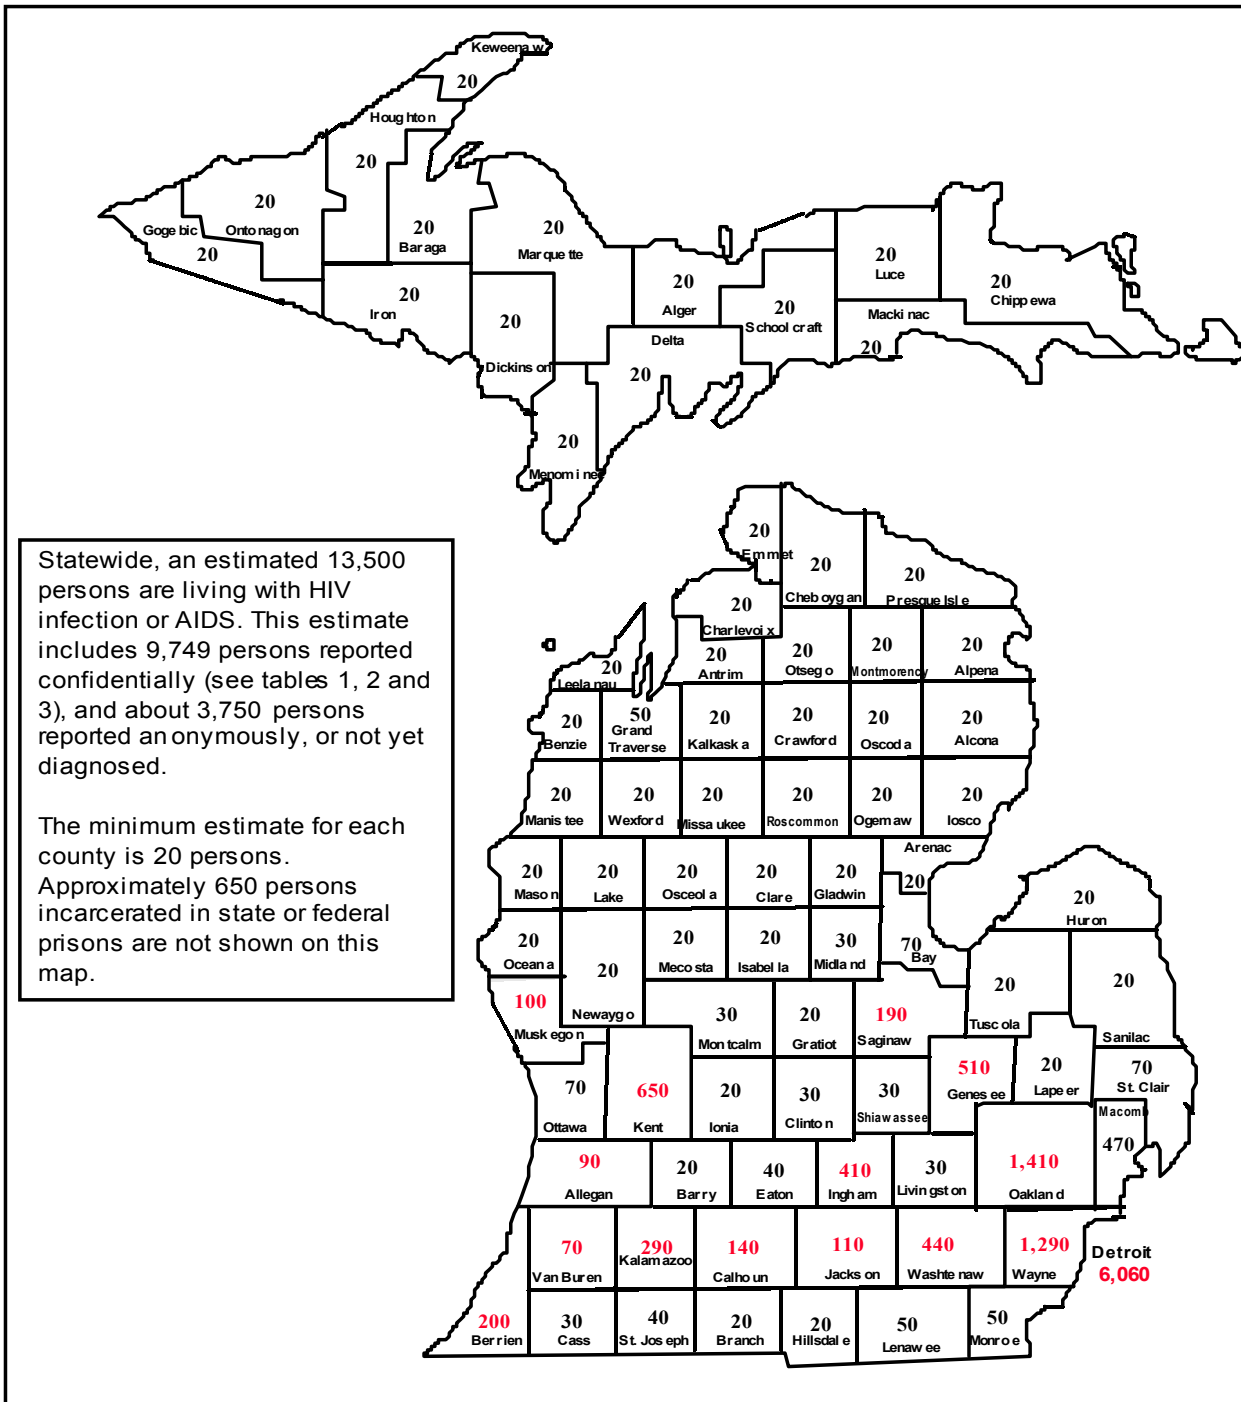 Keweenaw
20
Houghton
20
20
Ontonagon
Gogebic
20
20
Baraga
20
Marquette
20
Iron
20
Dickinson
20
Alger
20
Schoolcraft
20
Luce
20
Chippewa
Mackinac
20
Delta
20
20
Menominee
Statewide, an estimated 13,500
persons are living with HIV
infection or AIDS. This estimate
includes 9,749 persons reported
confidentially (see tables 1, 2 and
3), and about 3,750 persons
reported anonymously, or not yet
diagnosed.
The minimum estimate for each
county is 20 persons.
Approximately 650 persons
incarcerated in state or federal
prisons are not shown on this
map.
20
Emmet
20
Cheboygan
20
Presque Isle
20
Charlevoix
20
Leelanau
20
Antrim
20
Otsego
20
Montmorency
20
Alpena
20
Benzie
50
Grand
Traverse
20
Kalkaska
20
Crawford
20
Oscoda
20
Alcona
20
Manistee
20
Wexford
20
Missaukee
20
Roscommon
20
Ogemaw
20
Iosco
20
Mason
20
Lake
20
Osceola
20
Clare
20
Gladwin
Arenac
20
20
Huron
20
Oceana
20
Newaygo
20
Mecosta
20
Isabella
30
Midland
70
Bay
20
Tuscola
20
Sanilac
100
Muskegon
30
Montcalm
20
Gratiot
190
Saginaw
70
Ottawa
650
Kent
20
Ionia
30
Clinton
30
Shiawassee
510
Genesee
20
Lapeer
70
St. Clair
Macomb
470
90
Allegan
20
Barry
40
Eaton
410
Ingham
30
Livingston
1,410
Oakland
70
Van Buren
290
Kalamazoo
140
Calhoun
110
Jackson
440
Washtenaw
1,290
Wayne
Detroit
6,060
200
Berrien
30
Cass
40
St. Joseph
20
Branch
20
Hillsdale
50
Lenawee
50
Monroe